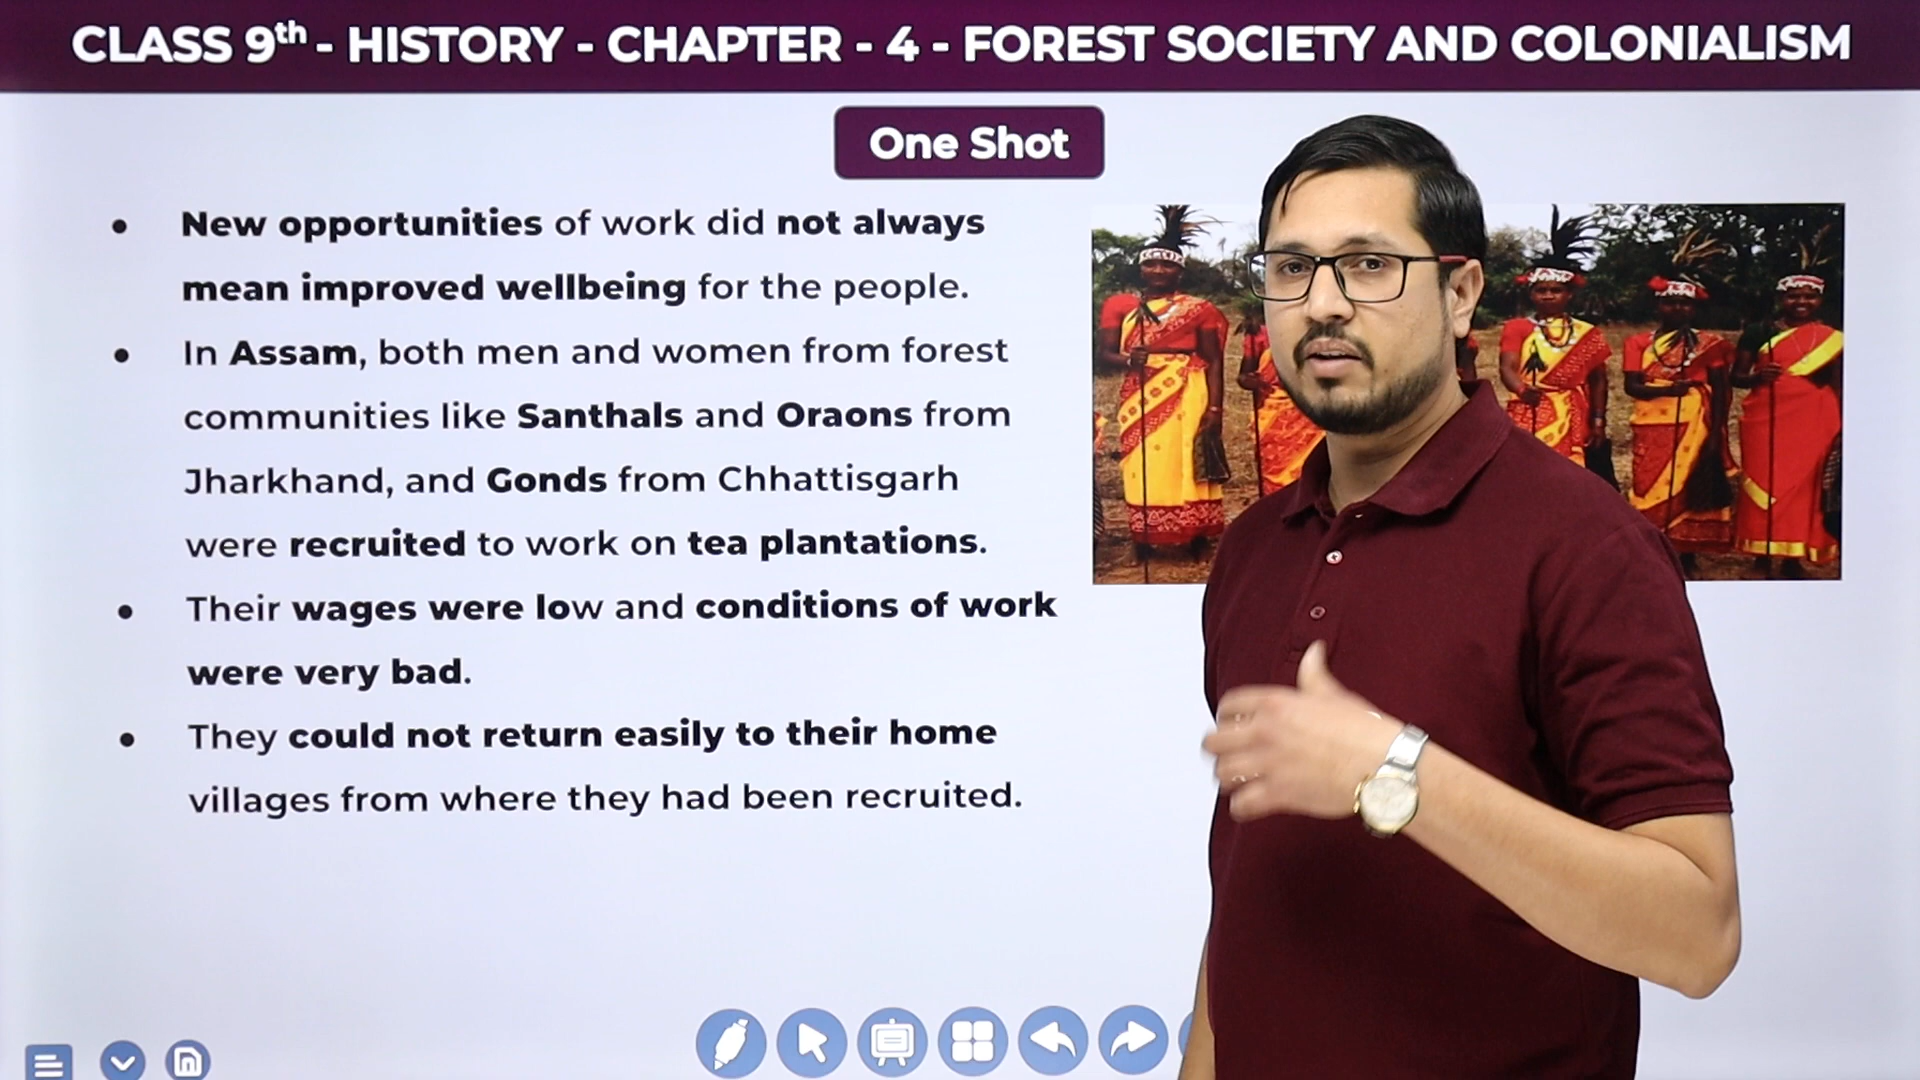 CLASS 9th - HISTORY - CHAPTER - 4 - FOREST SOCIETY AND COLONIALISM
One Shot
• New opportunities of work did not always
mean improved wellbeing for the people.
• In Assam, both men and women from forest
communities like Santhals and Oraons from
Jharkhand, and Gonds from Chhattisgarh
were recruited to work on tea plantations.
• Their wages were low and conditions of work
were very bad.
• They could not return easily to their home
villages from where they had been recruited.